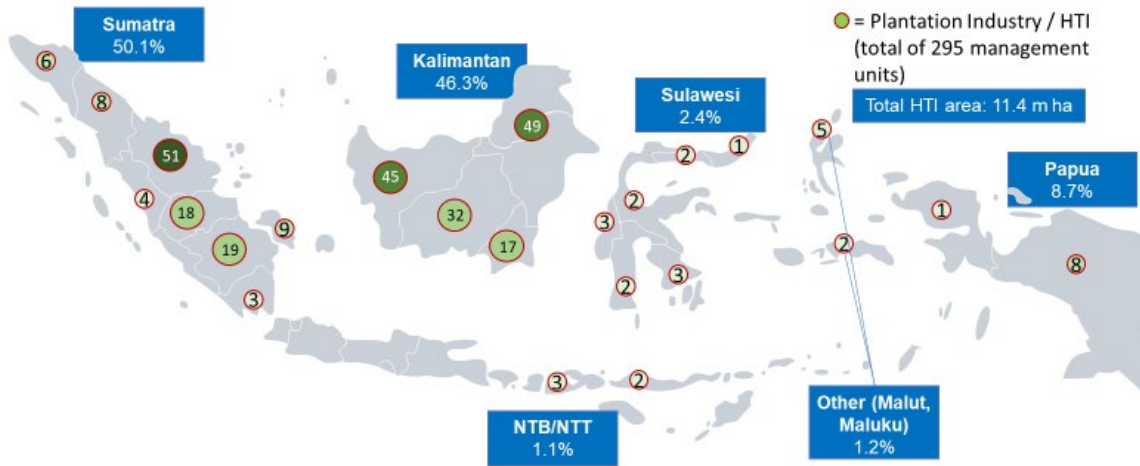 Sumatra
50.1%
Kalimantan
46.3%
Sulawesi
2.4%
= Plantation Industry / HTI
(total of 295 management
units)
Total HTI area: 11.4 m ha
Papua
8.7%
6
8
51
4
18
19
9
3
49
45
32
17
1
2
2
3
2
3
5
2
1
8
3
2
NTB/NTT
1.1%
Other (Malut,
Maluku)
1.2%